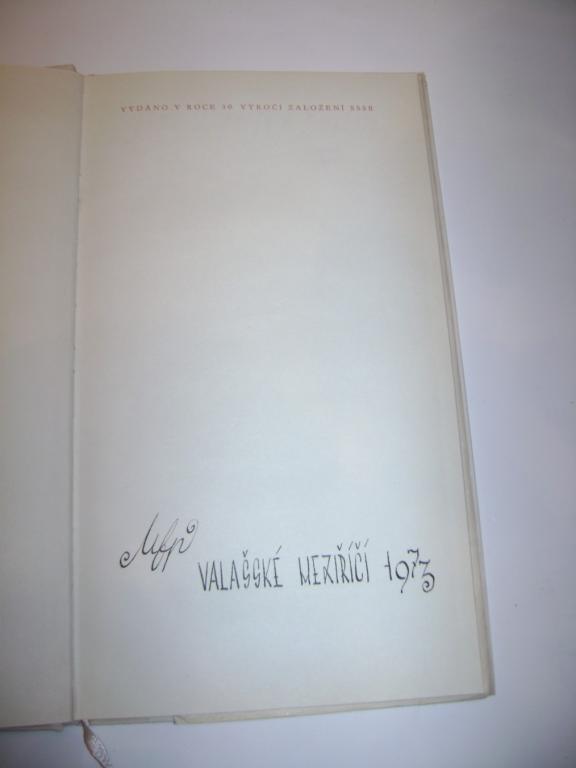 VYDÁNO V ROCE 50. VÝROČÍ ZALOŽENÍ SSSR
VALAŠSKÉ MEZIŘÍČÍ 1973